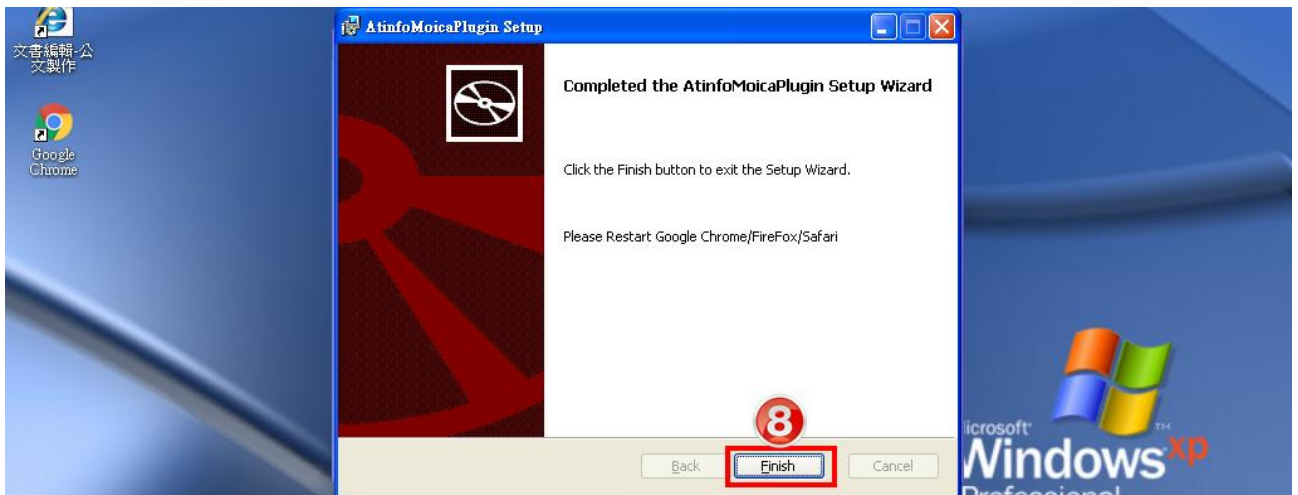 文書編輯-公
文製作
Google
Chrome
AtinfoMoicaPlugin Setup
Completed the AtinfoMoicaPlugin Setup Wizard
Click the Finish button to exit the Setup Wizard.
Please Restart Google Chrome/FireFox/Safari
8
Back
Finish
Cancel
icrosoft
Windows xp
Professional